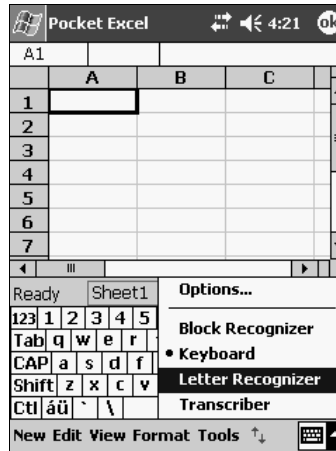 Pocket Excel 4:21 ok
A1
A B C
1
2
3
4
5
6
7
Ready Sheet1
Options...
Block Recognizer
Keyboard
Letter Recognizer
Transcriber
123 1 2 3 4 5
Tab q w e r
CAP a s d f
Shift z x c v
Ctl áü ` \
New Edit View Format Tools